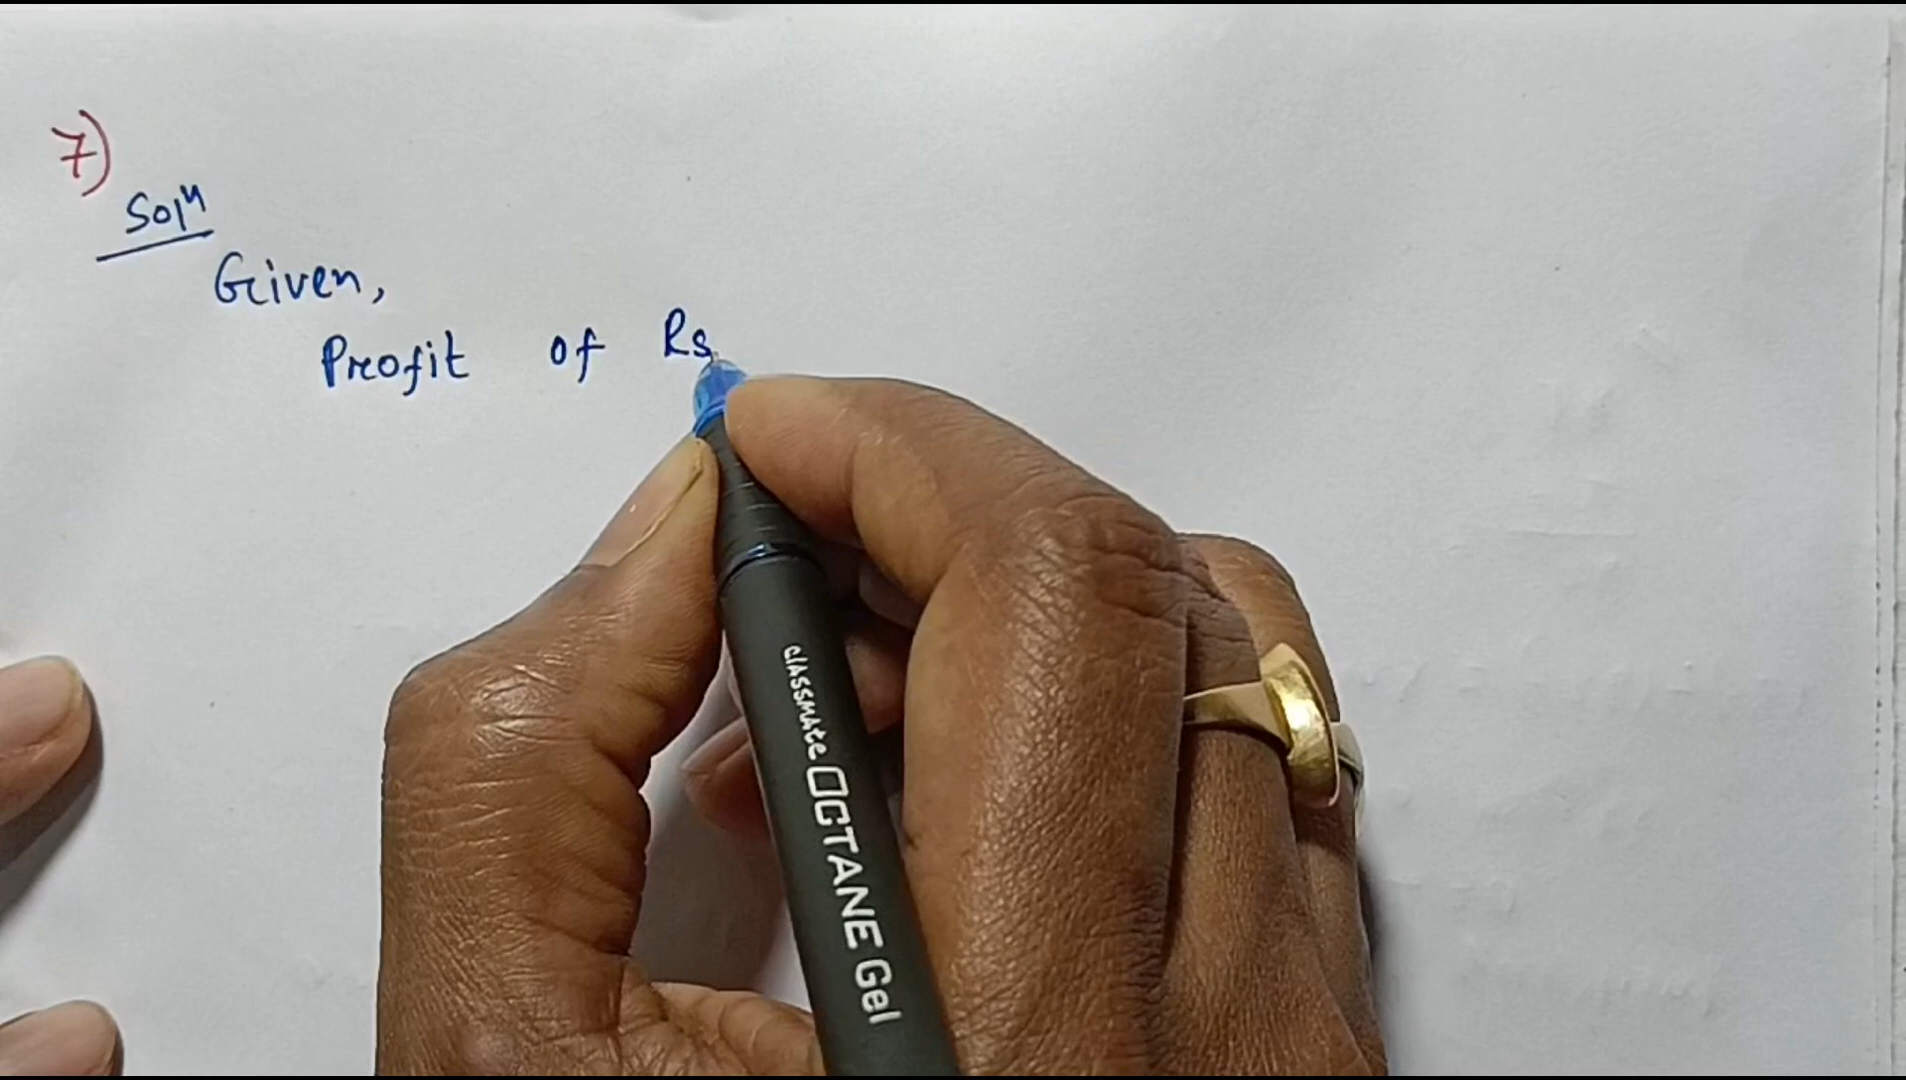 7)
Soln
Given,
Profit of Rs
classmate OCTANE Gel